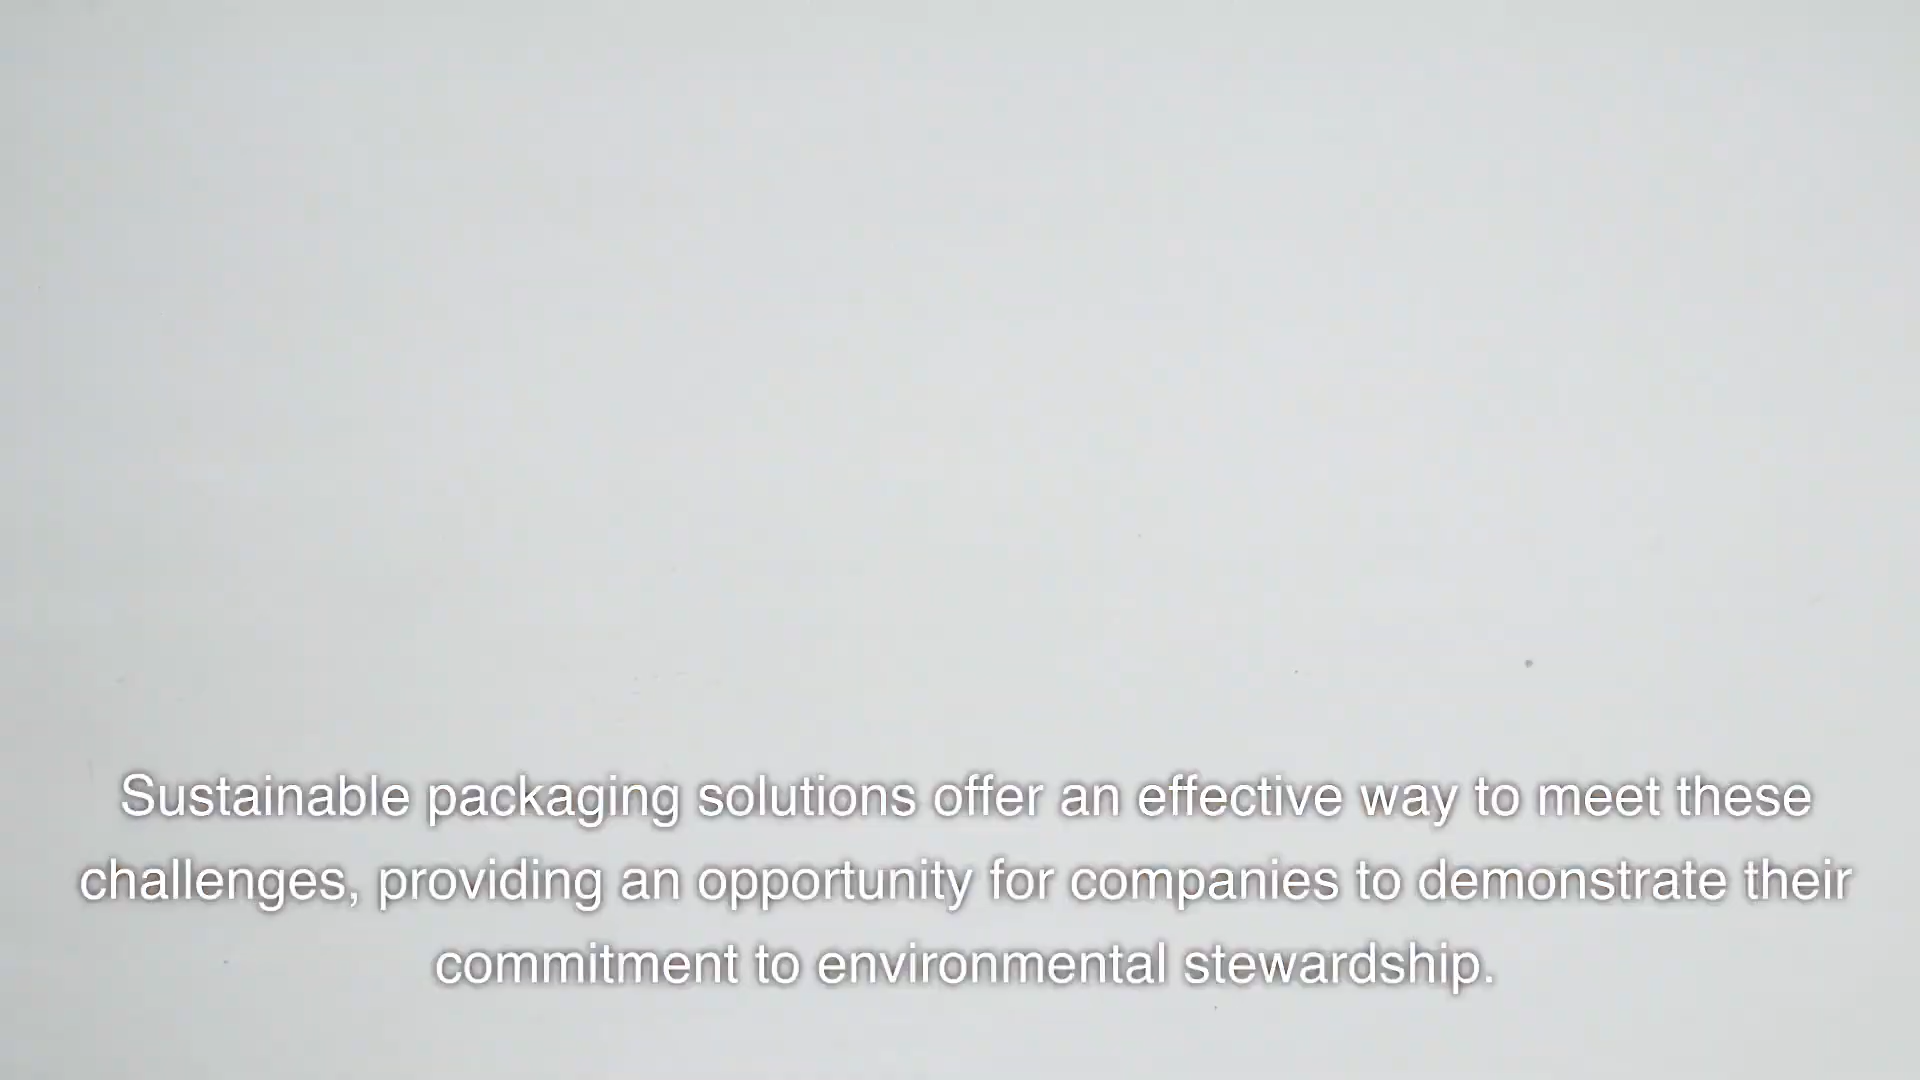 Sustainable packaging solutions offer an effective way to meet these
challenges, providing an opportunity for companies to demonstrate their
commitment to environmental stewardship.